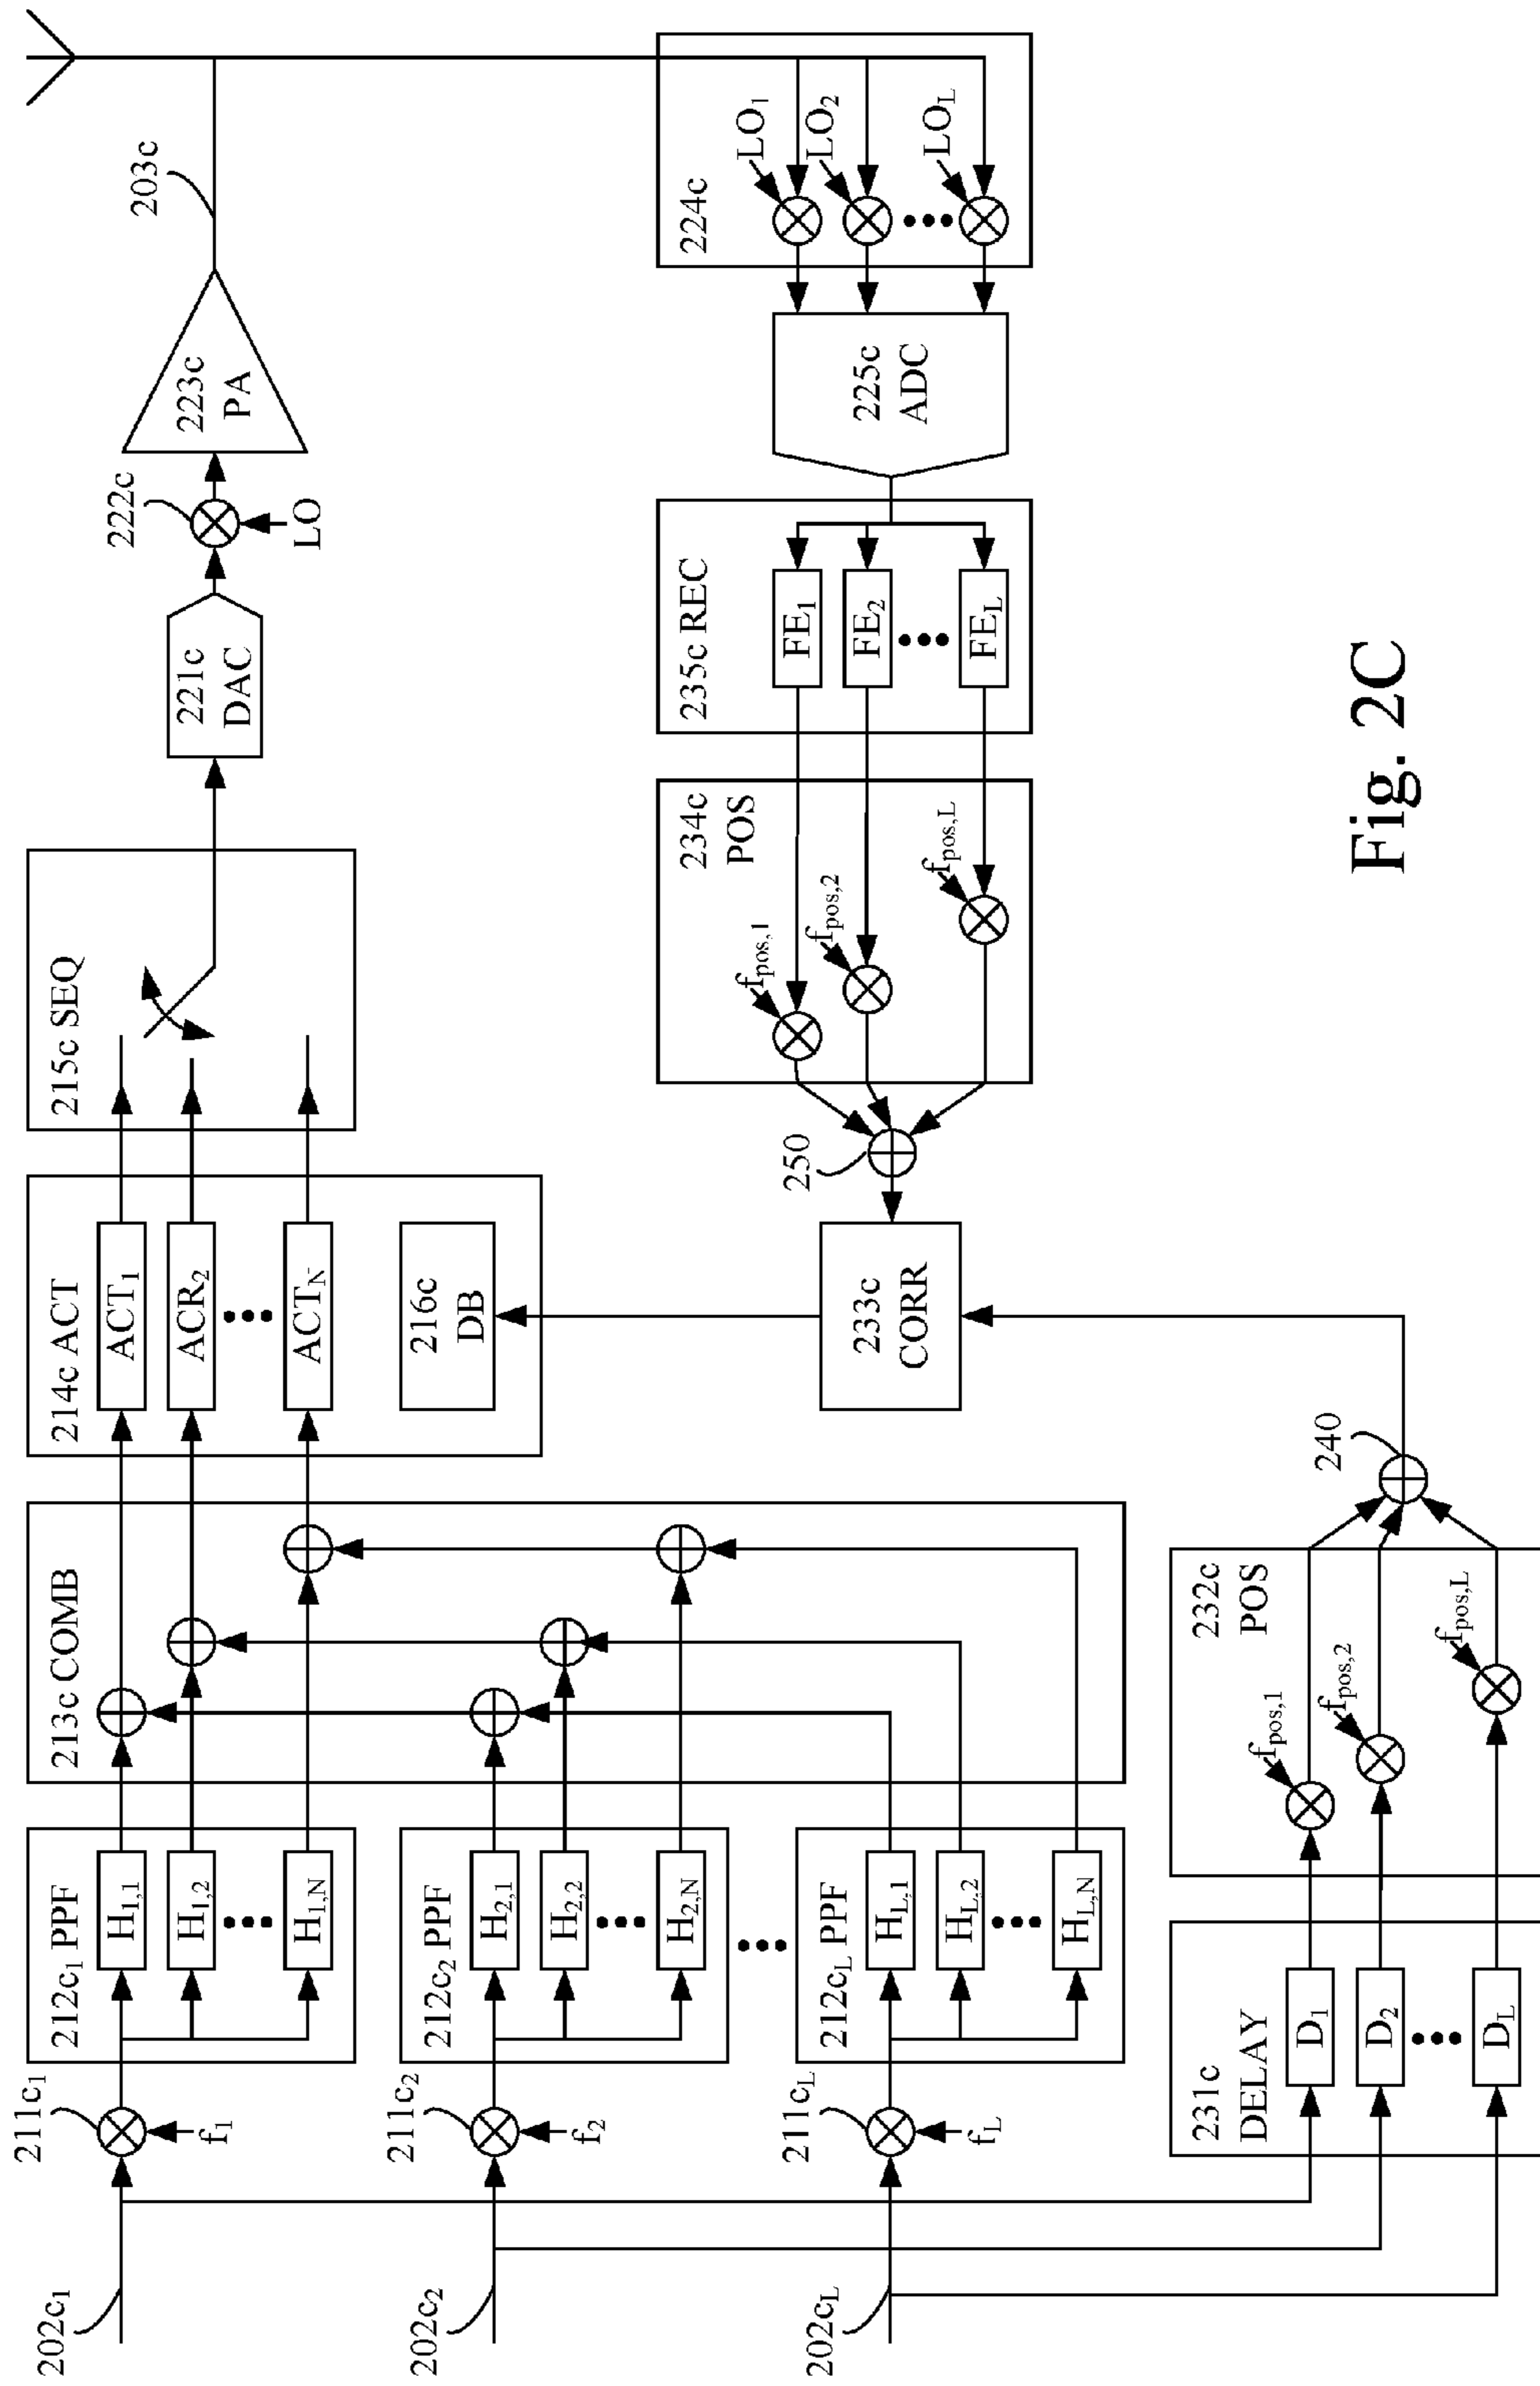 202c1
211c1
f1
212c1 PPF
H1,1
H1,2
H1,N
202c2
211c2
f2
212c2 PPF
H2,1
H2,2
H2,N
202cL
211cL
fL
212cL PPF
HL,1
HL,2
HL,N
213c COMB
214c ACT
ACT1
ACR2
ACTN
216c
DB
215c SEQ
221c
DAC
222c
LO
223c
PA
203c
224c
LO1
LO2
LOL
225c
ADC
235c REC
FE1
FE2
FEL
234c
POS
fpos,1
fpos,2
fpos,L
250
233c
CORR
231c
DELAY
D1
D2
DL
232c
POS
fpos,1
fpos,2
fpos,L
240
Fig. 2C